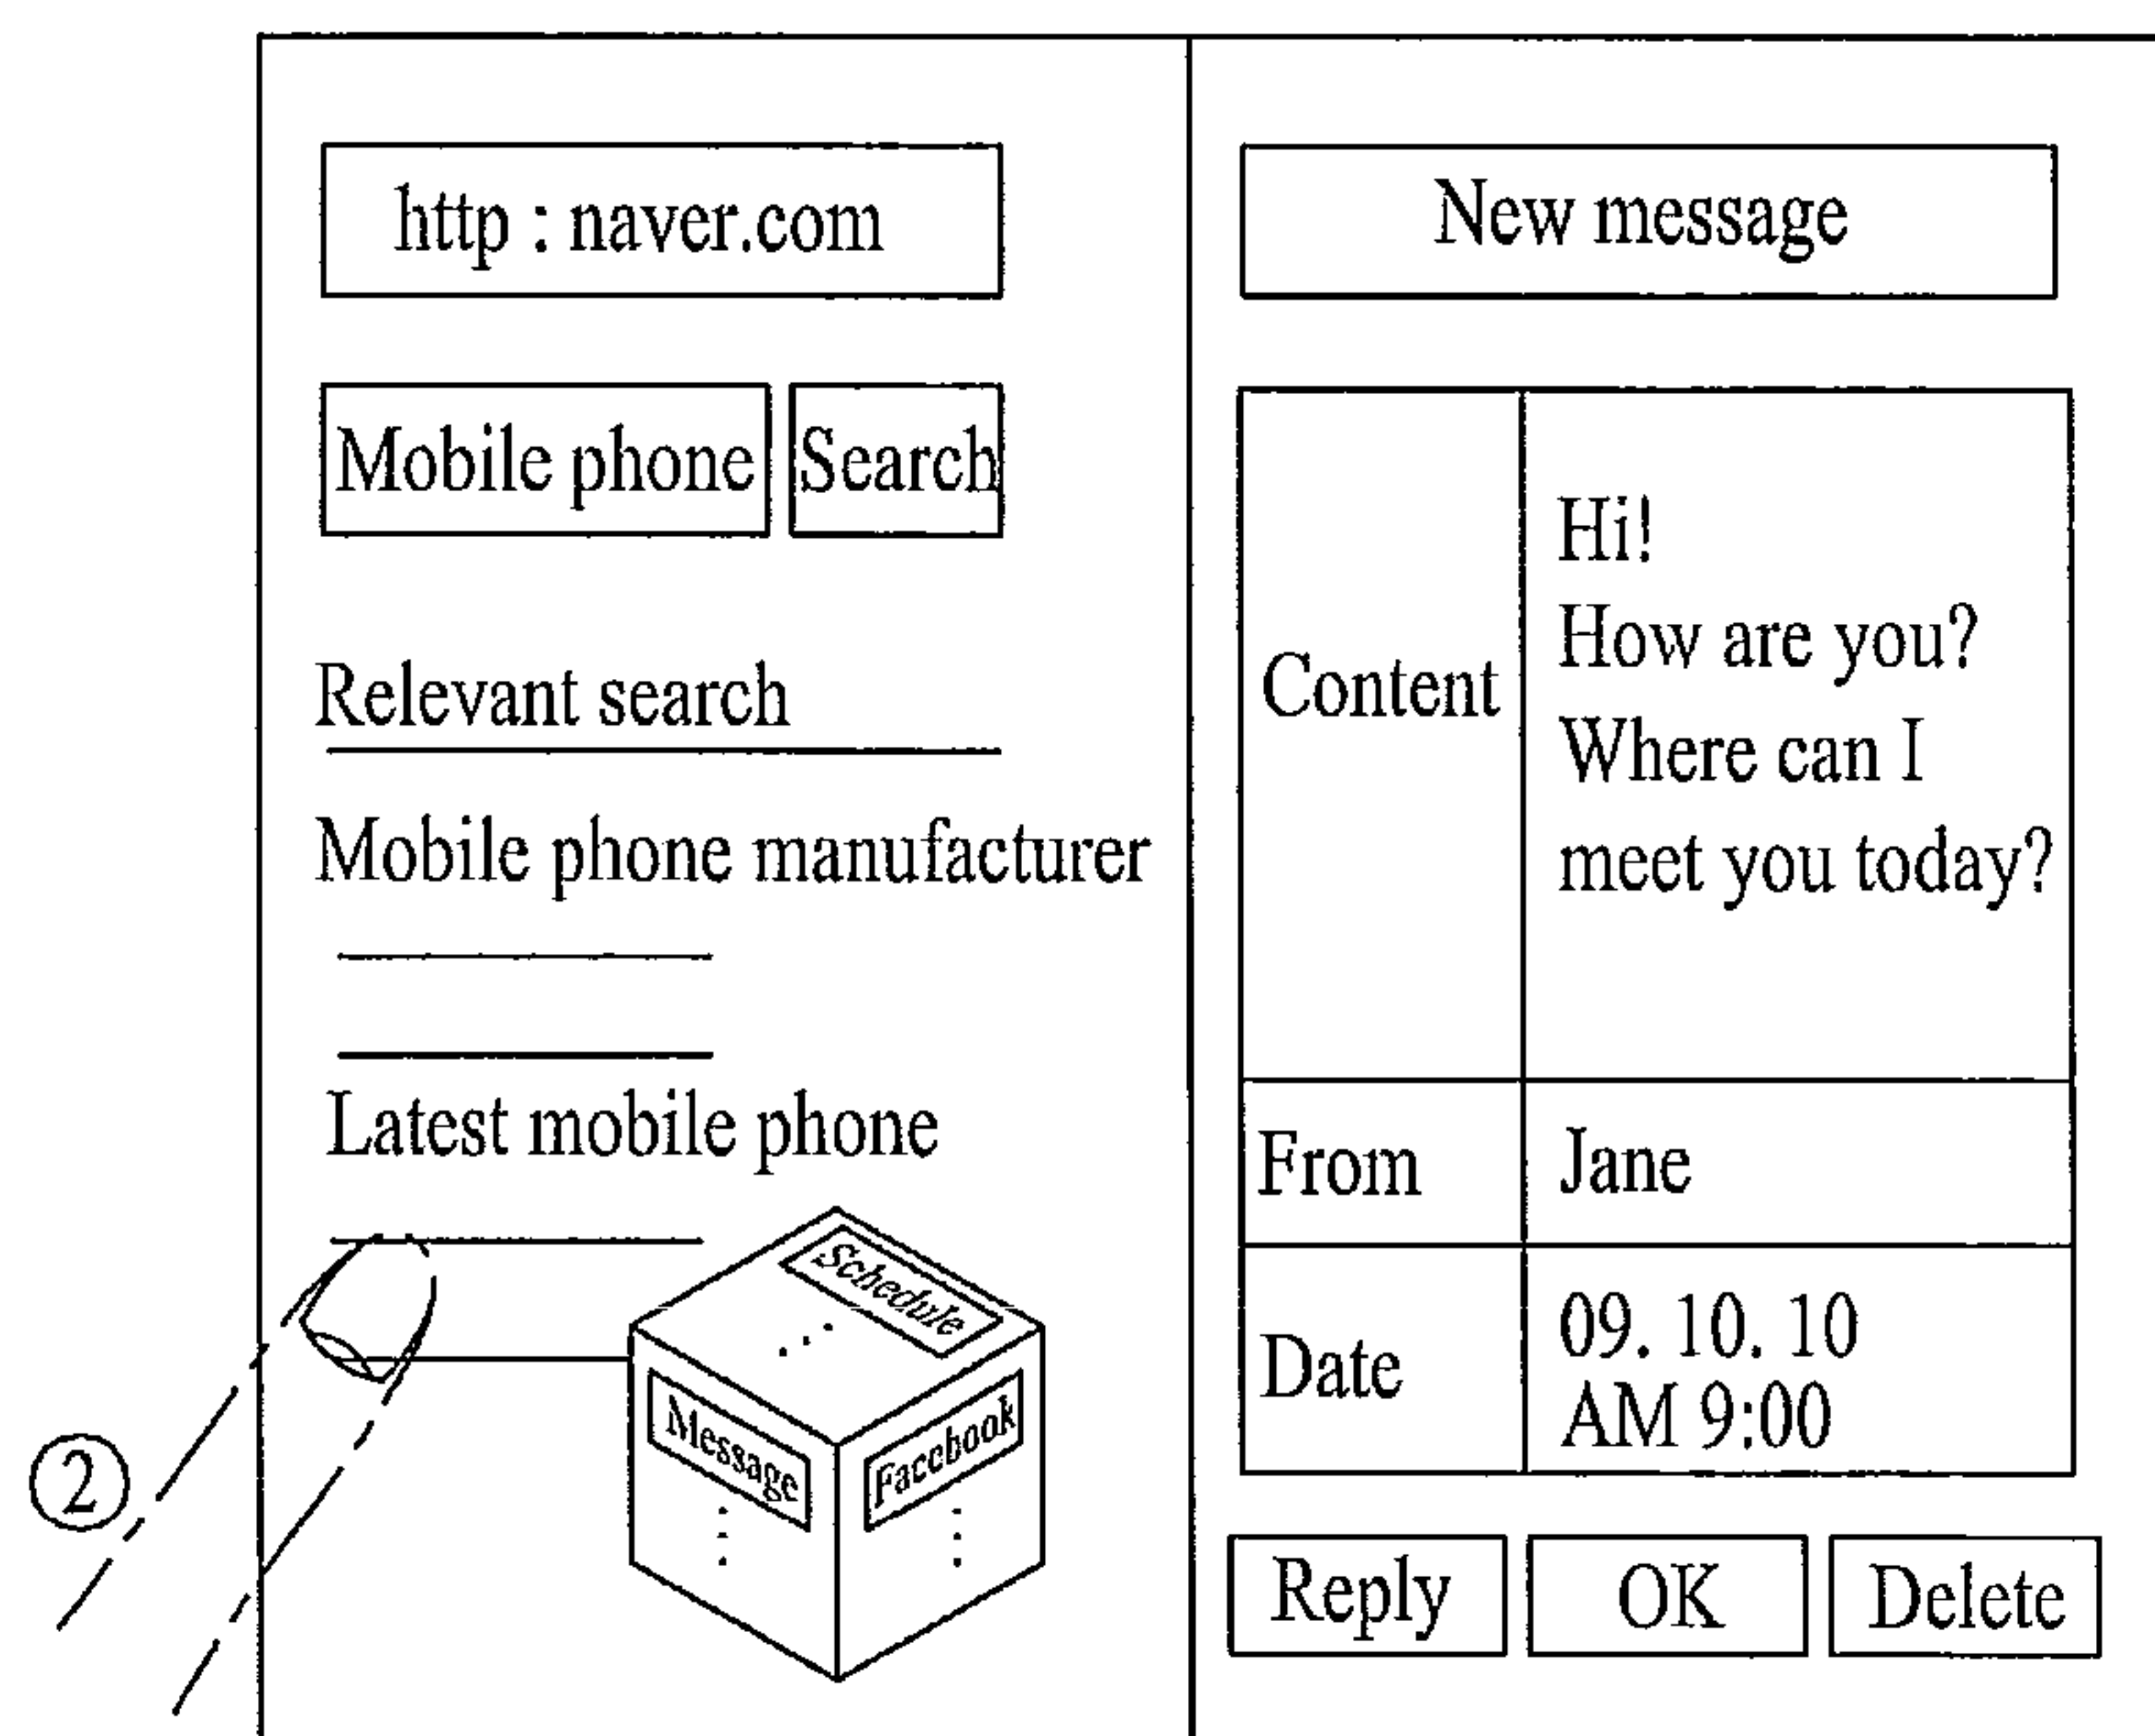 http : naver.com
Mobile phone
Search
Relevant search
Mobile phone manufacturer
Latest mobile phone
Schedule
Message
Facebook
②
New message
Content
Hi!
How are you?
Where can I
meet you today?
From
Jane
Date
09. 10. 10
AM 9:00
Reply
OK
Delete